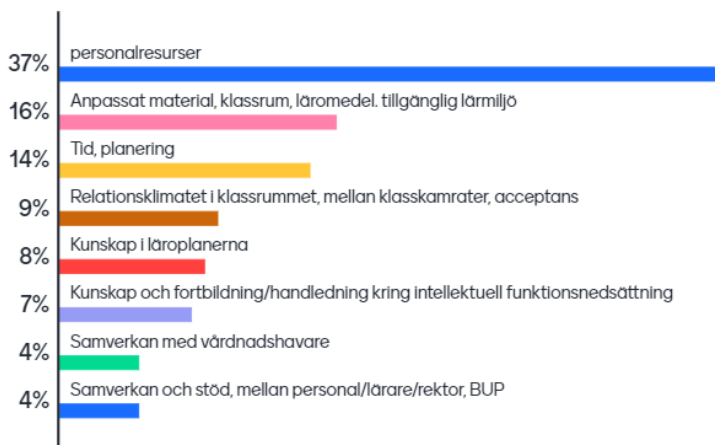 37%
personalresurser
16%
Anpassat material, klassrum, läromedel. tillgänglig lärmiljö
14%
Tid, planering
9%
Relationsklimatet i klassrummet, mellan klasskamrater, acceptans
8%
Kunskap i läroplanerna
7%
Kunskap och fortbildning/handledning kring intellektuell funktionsnedsättning
4%
Samverkan med vårdnadshavare
4%
Samverkan och stöd, mellan personal/lärare/rektor, BUP